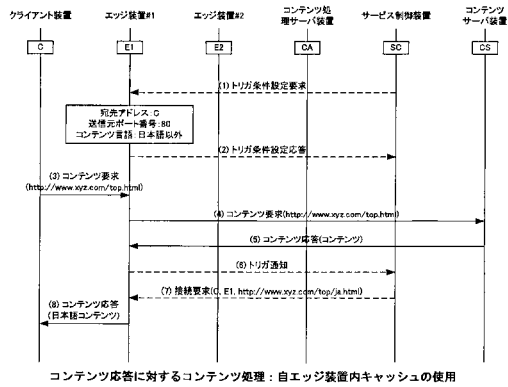 クライアント装置
エッジ装置#1
エッジ装置#2
コンテンツ処
理サーバ装置
サービス制御装置
コンテンツ
サーバ装置
C
E1
E2
CA
SC
CS
(1)トリガ条件設定要求
宛先アドレス:C
送信元ポート番号:80
コンテンツ言語:日本語以外
(2)トリガ条件設定応答
(3)コンテンツ要求
(http://www.xyz.com/top.html)
(4)コンテンツ要求(http://www.xyz.com/top.html)
(5)コンテンツ応答(コンテンツ)
(6)トリガ通知
(7)接続要求(C, E1, http://www.xyz.com/top/ja.html)
(8)コンテンツ応答
(日本語コンテンツ)
コンテンツ応答に対するコンテンツ処理:自エッジ装置内キャッシュの使用